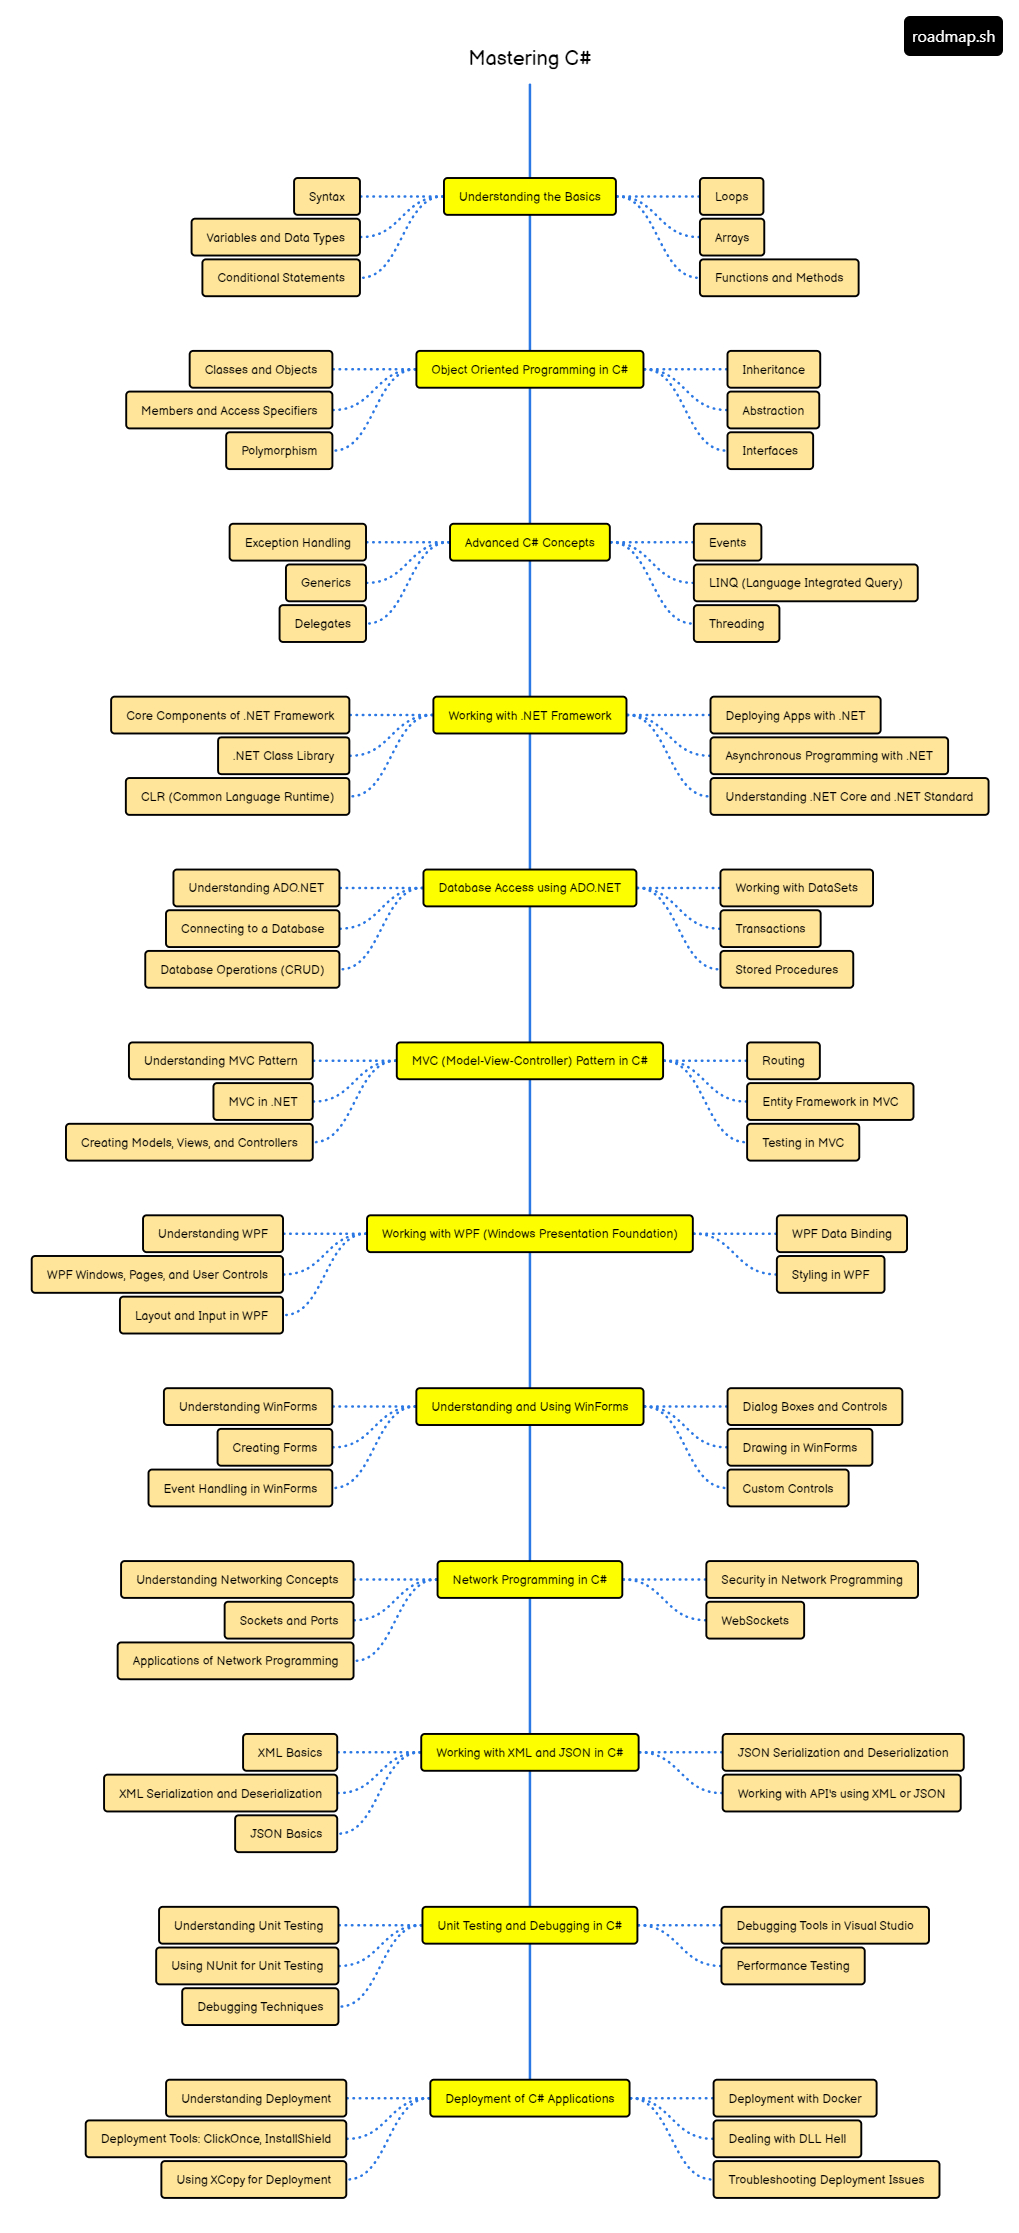 roadmap.sh
Mastering C#
Understanding the Basics
Syntax
Variables and Data Types
Conditional Statements
Loops
Arrays
Functions and Methods
Object Oriented Programming in C#
Classes and Objects
Members and Access Specifiers
Polymorphism
Inheritance
Abstraction
Interfaces
Advanced C# Concepts
Exception Handling
Generics
Delegates
Events
LINQ (Language Integrated Query)
Threading
Working with .NET Framework
Core Components of .NET Framework
.NET Class Library
CLR (Common Language Runtime)
Deploying Apps with .NET
Asynchronous Programming with .NET
Understanding .NET Core and .NET Standard
Database Access using ADO.NET
Understanding ADO.NET
Connecting to a Database
Database Operations (CRUD)
Working with DataSets
Transactions
Stored Procedures
MVC (Model-View-Controller) Pattern in C#
Understanding MVC Pattern
MVC in .NET
Creating Models, Views, and Controllers
Routing
Entity Framework in MVC
Testing in MVC
Working with WPF (Windows Presentation Foundation)
Understanding WPF
WPF Windows, Pages, and User Controls
Layout and Input in WPF
WPF Data Binding
Styling in WPF
Understanding and Using WinForms
Understanding WinForms
Creating Forms
Event Handling in WinForms
Dialog Boxes and Controls
Drawing in WinForms
Custom Controls
Network Programming in C#
Understanding Networking Concepts
Sockets and Ports
Applications of Network Programming
Security in Network Programming
WebSockets
Working with XML and JSON in C#
XML Basics
XML Serialization and Deserialization
JSON Basics
JSON Serialization and Deserialization
Working with API's using XML or JSON
Unit Testing and Debugging in C#
Understanding Unit Testing
Using NUnit for Unit Testing
Debugging Techniques
Debugging Tools in Visual Studio
Performance Testing
Deployment of C# Applications
Understanding Deployment
Deployment Tools: ClickOnce, InstallShield
Using XCopy for Deployment
Deployment with Docker
Dealing with DLL Hell
Troubleshooting Deployment Issues